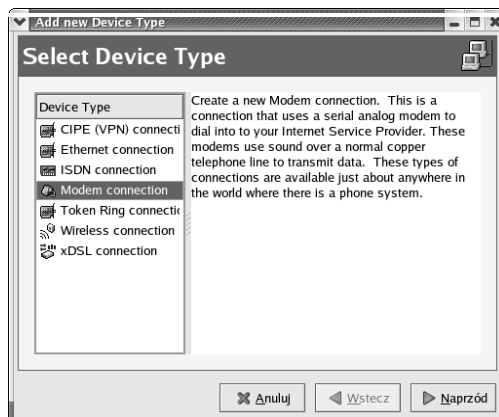 Add new Device Type
Select Device Type
Device Type
CIPE (VPN) connecti
Ethernet connection
ISDN connection
Modem connection
Token Ring connectic
Wireless connection
xDSL connection
Create a new Modem connection. This is a
connection that uses a serial analog modem to
dial into to your Internet Service Provider. These
modems use sound over a normal copper
telephone line to transmit data. These types of
connections are available just about anywhere in
the world where there is a phone system.
Anuluj
Wstecz
Naprzód